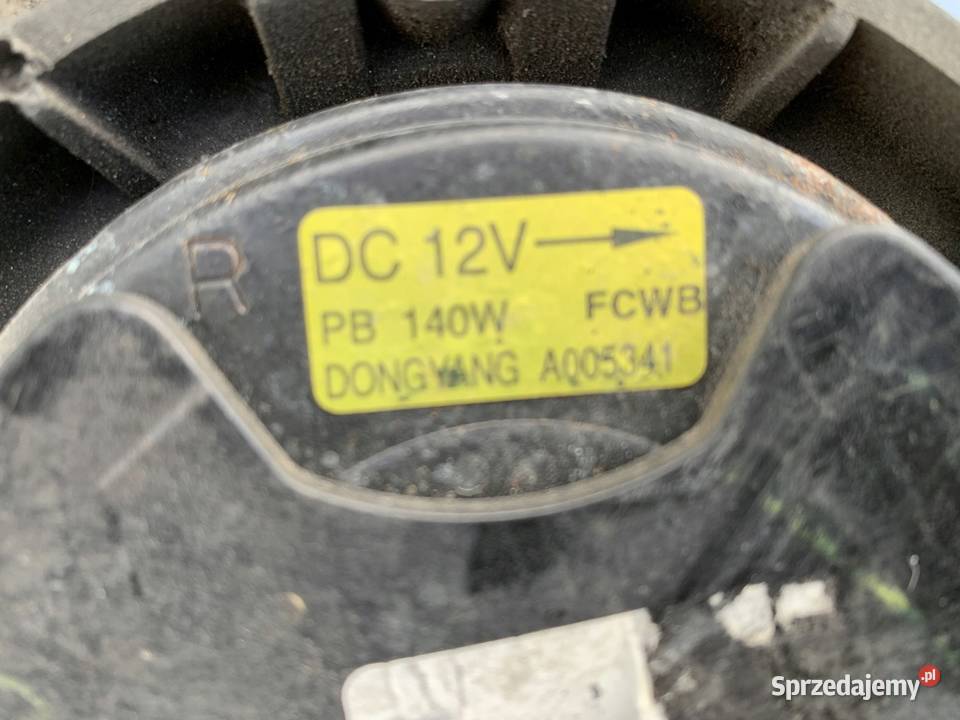 R
DC 12V
PB 140W FCWB
DONGYANG A005341
Sprzedajemy.pl